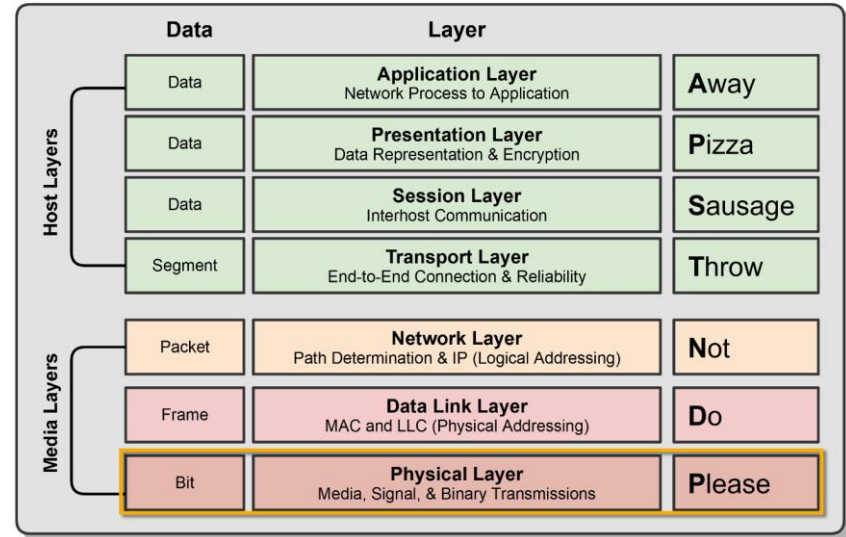 Data Layer
Data
Application Layer
Network Process to Application
Away
Data
Presentation Layer
Data Representation & Encryption
Pizza
Data
Session Layer
Interhost Communication
Sausage
Segment
Transport Layer
End-to-End Connection & Reliability
Throw
Host Layers
Packet
Network Layer
Path Determination & IP (Logical Addressing)
Not
Frame
Data Link Layer
MAC and LLC (Physical Addressing)
Do
Bit
Physical Layer
Media, Signal, & Binary Transmissions
Please
Media Layers